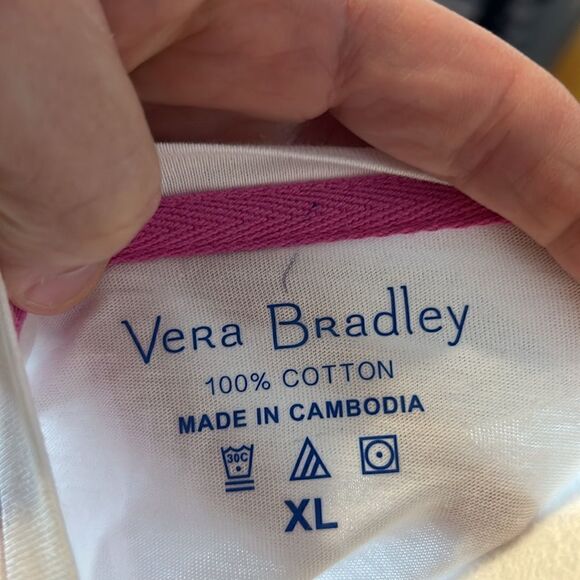 Vera Bradley
100% COTTON
MADE IN CAMBODIA
30C
XL